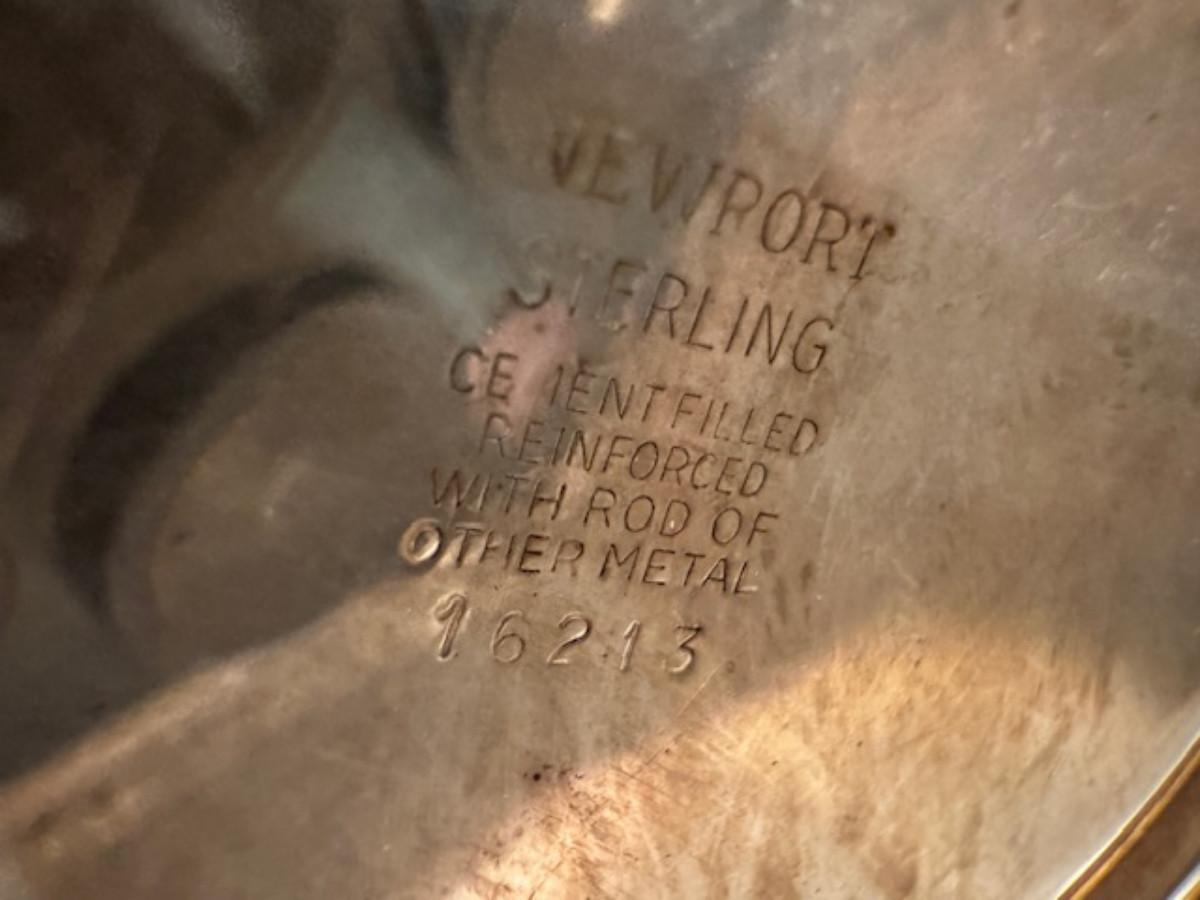 NEWPORT
STERLING
CEMENT FILLED
REINFORCED
WITH ROD OF
OTHER METAL
16213